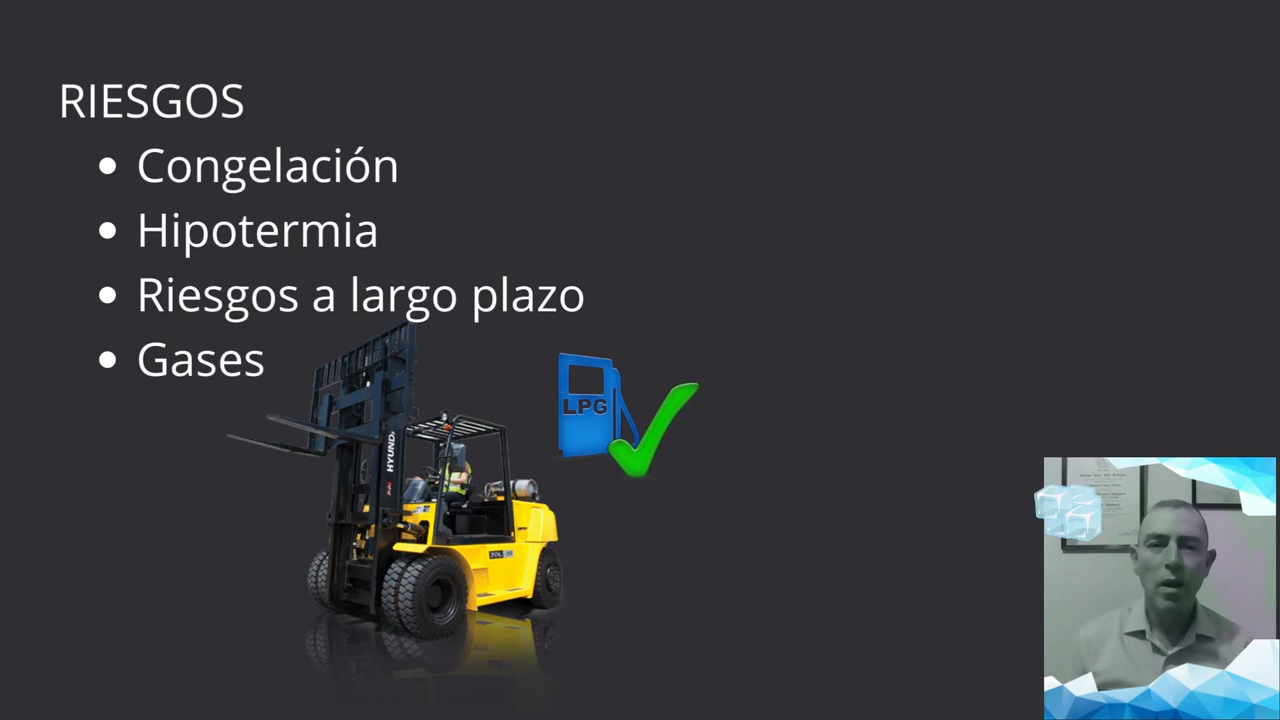 RIESGOS
Congelación
Hipotermia
Riesgos a largo plazo
Gases
LPG
HYUNDAI